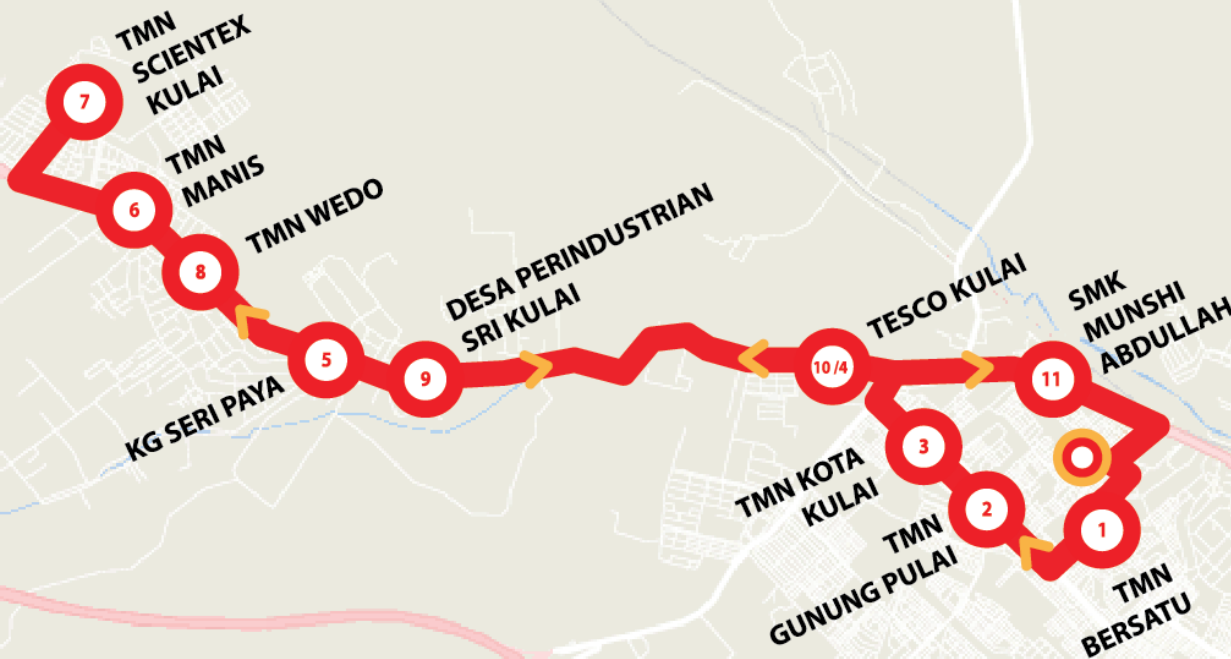 TMN
SCIENTEX
KULAI
7
TMN
MANIS
6
TMN WEDO
8
DESA PERINDUSTRIAN
SRI KULAI
5
9
KG SERI PAYA
TESCO KULAI
10/4
SMK
MUNSHI
ABDULLAH
11
3
TMN KOTA
KULAI
2
TMN
GUNUNG PULAI
1
TMN
BERSATU